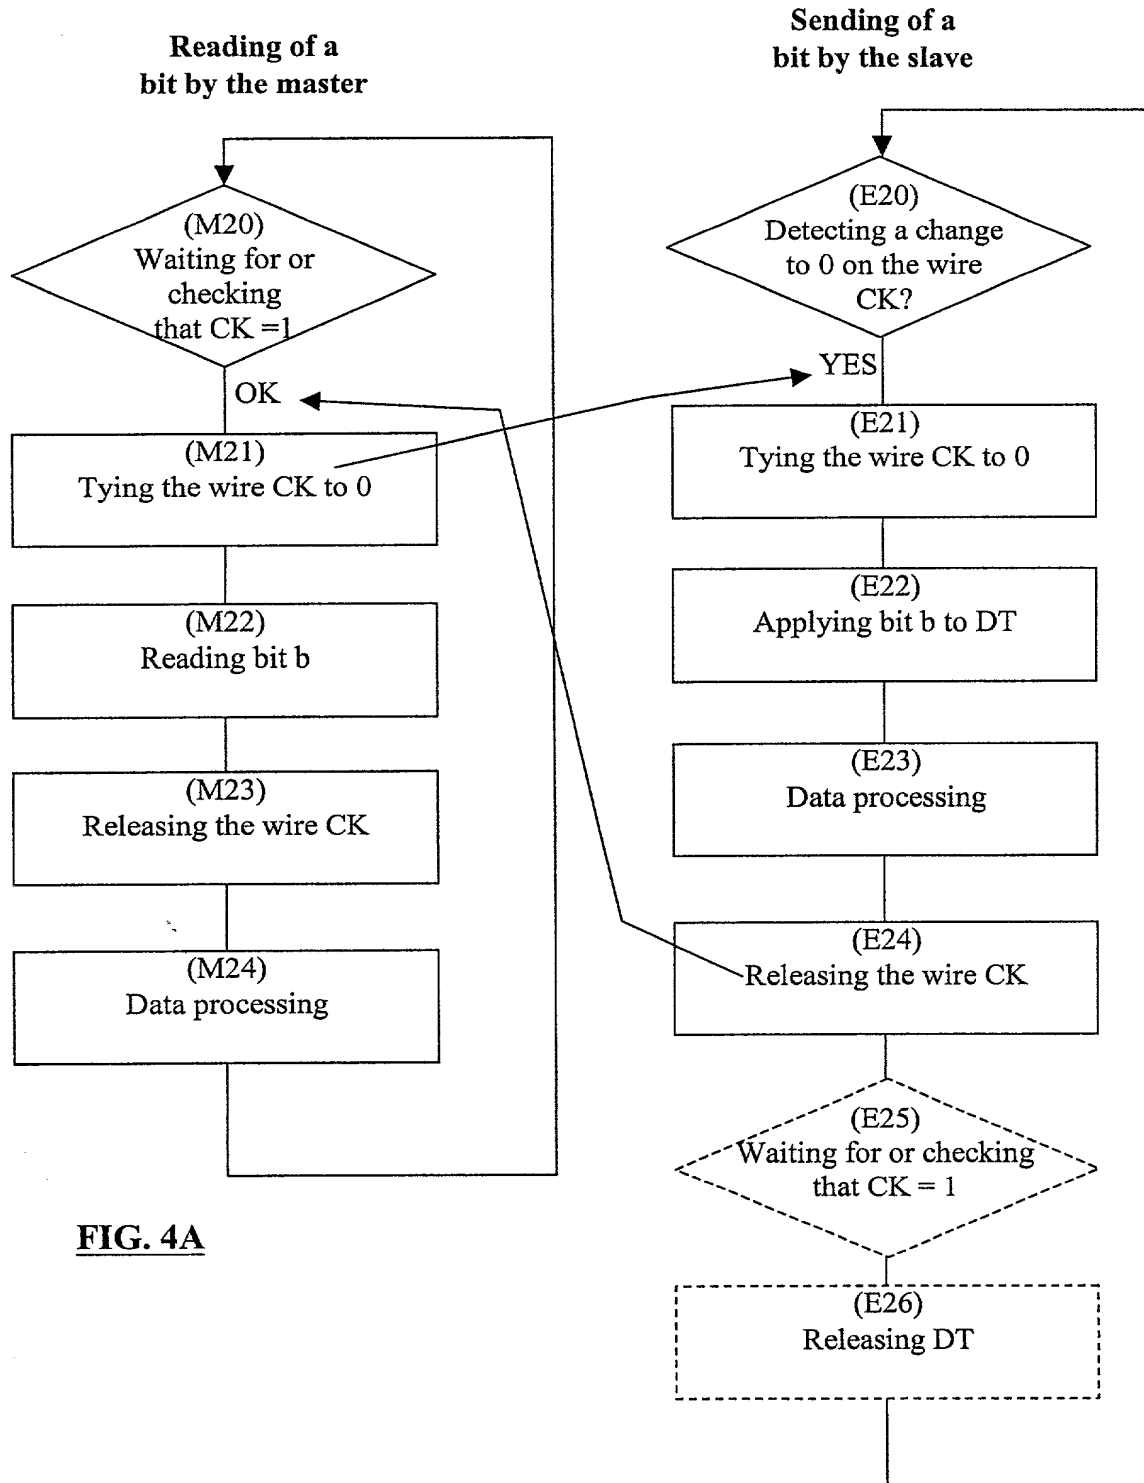 Reading of a
bit by the master
(M20)
Waiting for or
checking
that CK =1
OK
(M21)
Tying the wire CK to 0
(M22)
Reading bit b
(M23)
Releasing the wire CK
(M24)
Data processing
FIG. 4A
Sending of a
bit by the slave
(E20)
Detecting a change
to 0 on the wire
CK?
YES
(E21)
Tying the wire CK to 0
(E22)
Applying bit b to DT
(E23)
Data processing
(E24)
Releasing the wire CK
(E25)
Waiting for or checking
that CK = 1
(E26)
Releasing DT